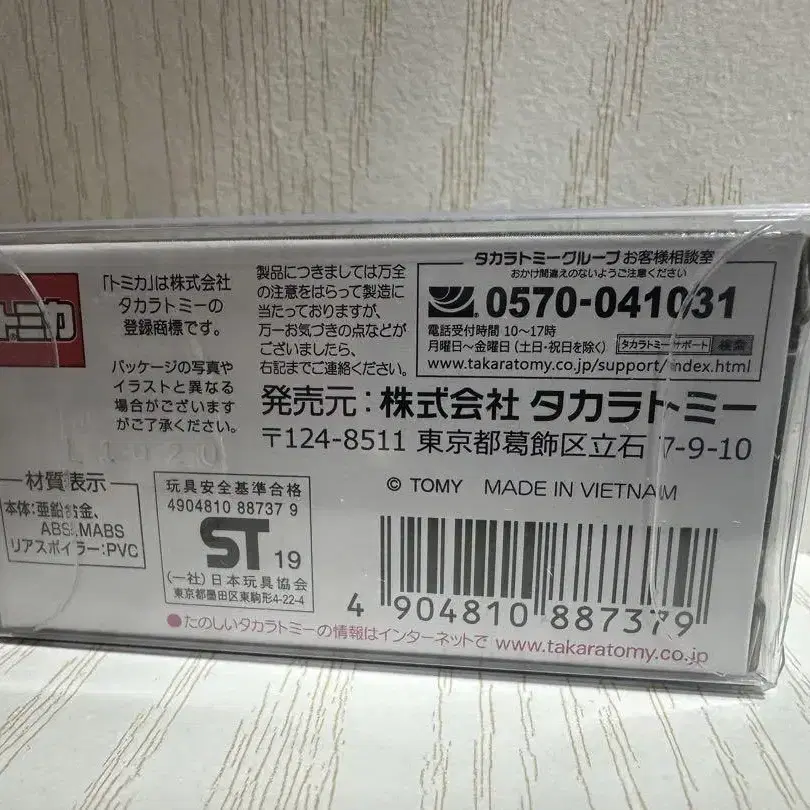 トミカ
「トミカ」は株式会社
タカラトミーの
登録商標です。
パッケージの写真や
イラストと異なる
場合がございます
がご了承ください。
製品につきましては万全
の注意をはらって製造に
当たっておりますが、
万一お気づきの点などが
ございましたら、
右記までご連絡ください。
タカラトミーグループ お客様相談室
おかけ間違えのないようご注意ください
0570-041031
電話受付時間 10〜17時
月曜日〜金曜日 (土日・祝日を除く) タカラトミーサポート 検索
www.takaratomy.co.jp/support/index.html
発売元:株式会社 タカラトミー
〒124-8511 東京都葛飾区立石 7-9-10
© TOMY MADE IN VIETNAM
材質表示
本体:亜鉛合金、
ABS、MABS
リアスポイラー:PVC
玩具安全基準合格
4904810 88737 9
ST 19
(一社)日本玩具協会
東京都墨田区東駒形4-22-4
4 904810 887379
●たのしいタカラトミーの情報はインターネットで www.takaratomy.co.jp